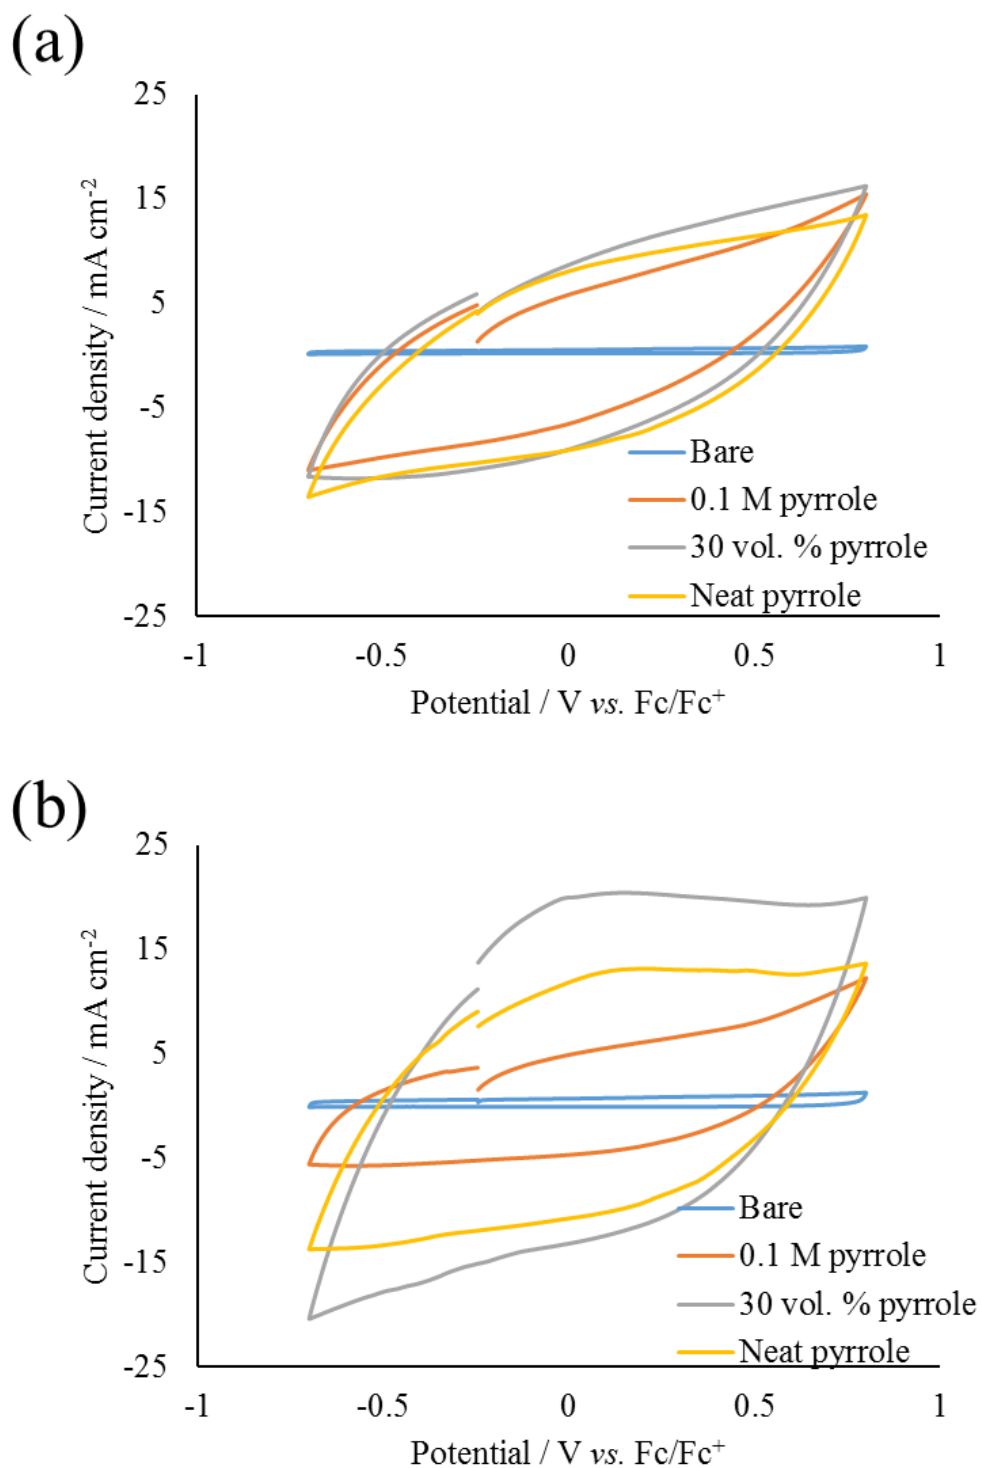 (a)
25
15
5
-5
-15
-25
Current density / mA cm⁻²
Bare
0.1 M pyrrole
30 vol. % pyrrole
Neat pyrrole
-1 -0.5 0 0.5 1
Potential / V vs. Fc/Fc⁺
(b)
25
15
5
-5
-15
-25
Current density / mA cm⁻²
Bare
0.1 M pyrrole
30 vol. % pyrrole
Neat pyrrole
-1 -0.5 0 0.5 1
Potential / V vs. Fc/Fc⁺